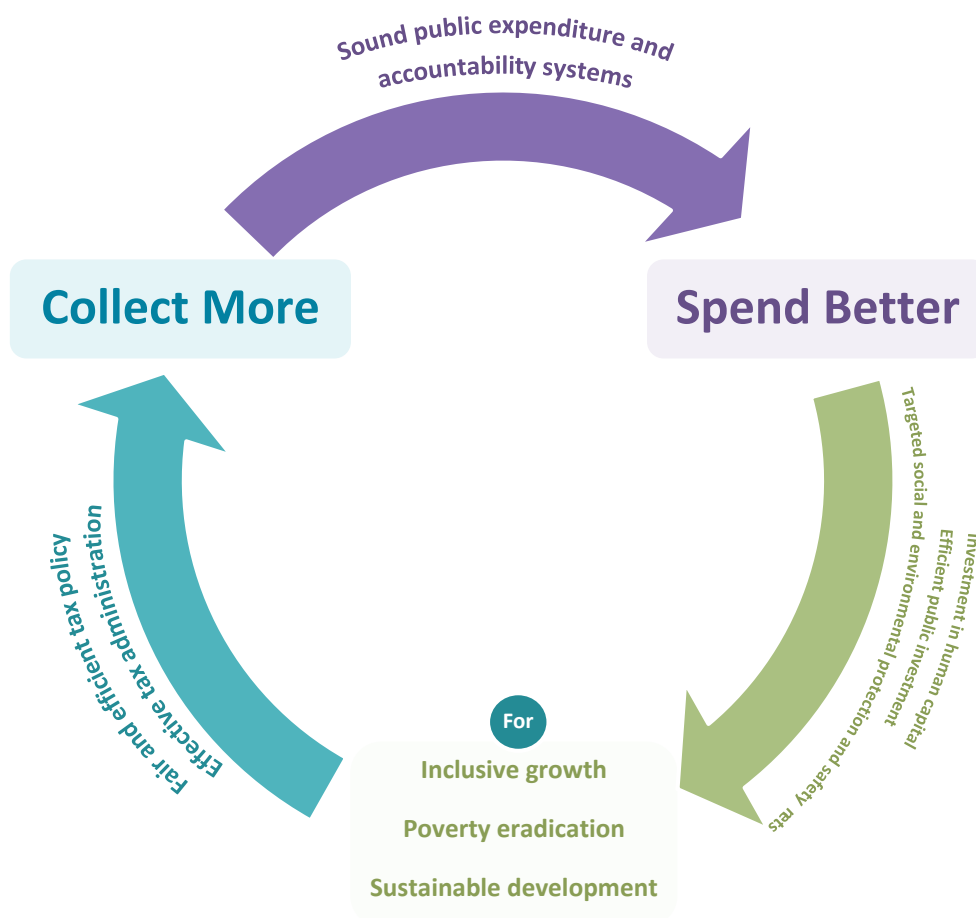 Sound public expenditure and
accountability systems
Collect More
Spend Better
Targeted social and environmental protection and safety rets
Efficient public investment
Investment in human capital
Effective tax administration
Fair and efficient tax policy
For
Inclusive growth
Poverty eradication
Sustainable development